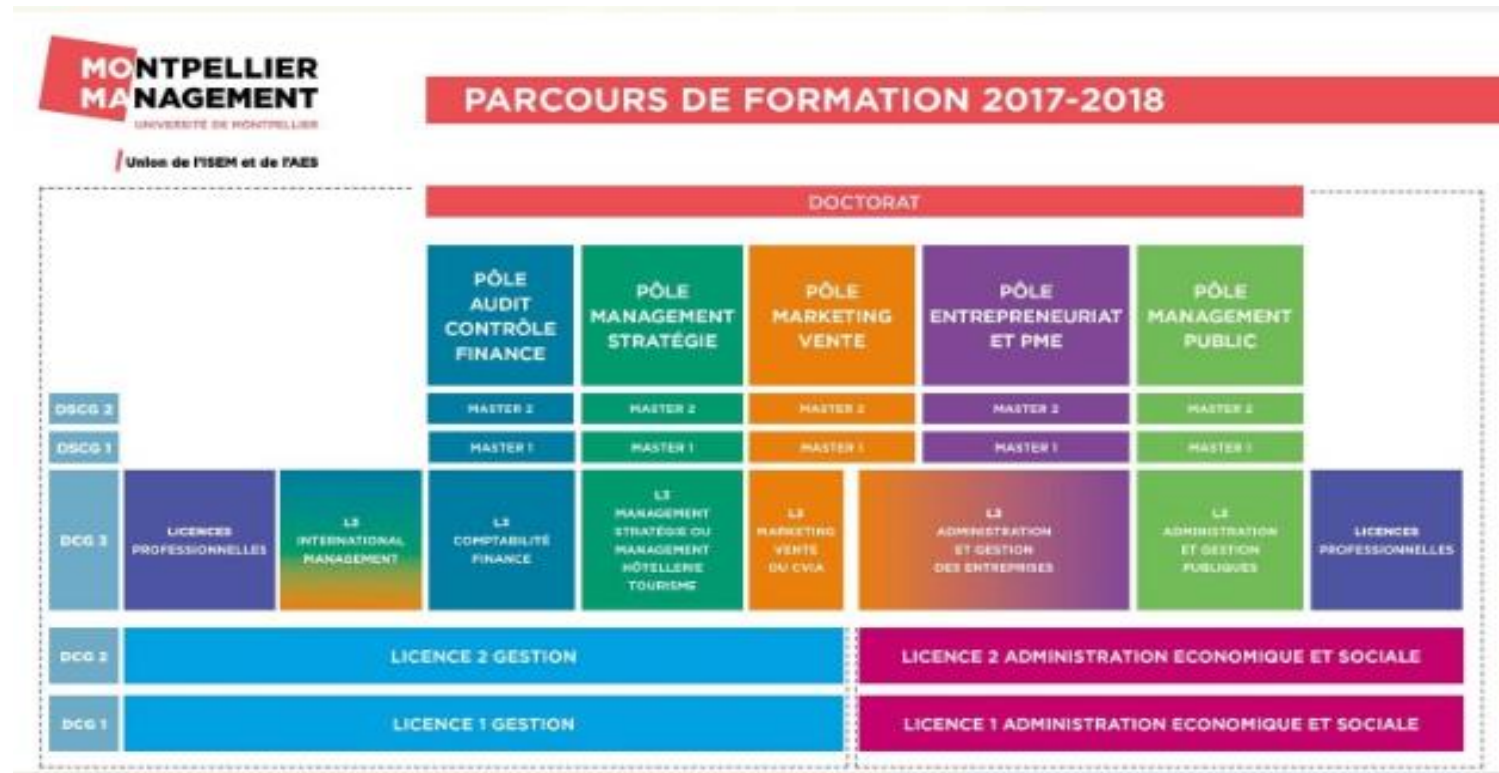 MONTPELLIER
MANAGEMENT
UNIVERSITÉ DE MONTPELLIER
Union de l'ISEM et de l'AES
PARCOURS DE FORMATION 2017-2018
DOCTORAT
PÔLE
AUDIT
CONTRÔLE
FINANCE
PÔLE
MANAGEMENT
STRATÉGIE
PÔLE
MARKETING
VENTE
PÔLE
ENTREPRENEURIAT
ET PME
PÔLE
MANAGEMENT
PUBLIC
DSCG 2
MASTER 2
MASTER 2
MASTER 2
MASTER 2
MASTER 2
DSCG 1
MASTER 1
MASTER 1
MASTER 1
MASTER 1
MASTER 1
DCG 3
LICENCES
PROFESSIONNELLES
L3
INTERNATIONAL
MANAGEMENT
L3
COMPTABILITÉ
FINANCE
L3
MANAGEMENT
STRATÉGIE OU
MANAGEMENT
HÔTELLERIE
TOURISME
L3
MARKETING
VENTE
OU CVIA
L3
ADMINISTRATION
ET GESTION
DES ENTREPRISES
L3
ADMINISTRATION
ET GESTION
PUBLIQUES
LICENCES
PROFESSIONNELLES
DCG 2
LICENCE 2 GESTION
LICENCE 2 ADMINISTRATION ECONOMIQUE ET SOCIALE
DCG 1
LICENCE 1 GESTION
LICENCE 1 ADMINISTRATION ECONOMIQUE ET SOCIALE